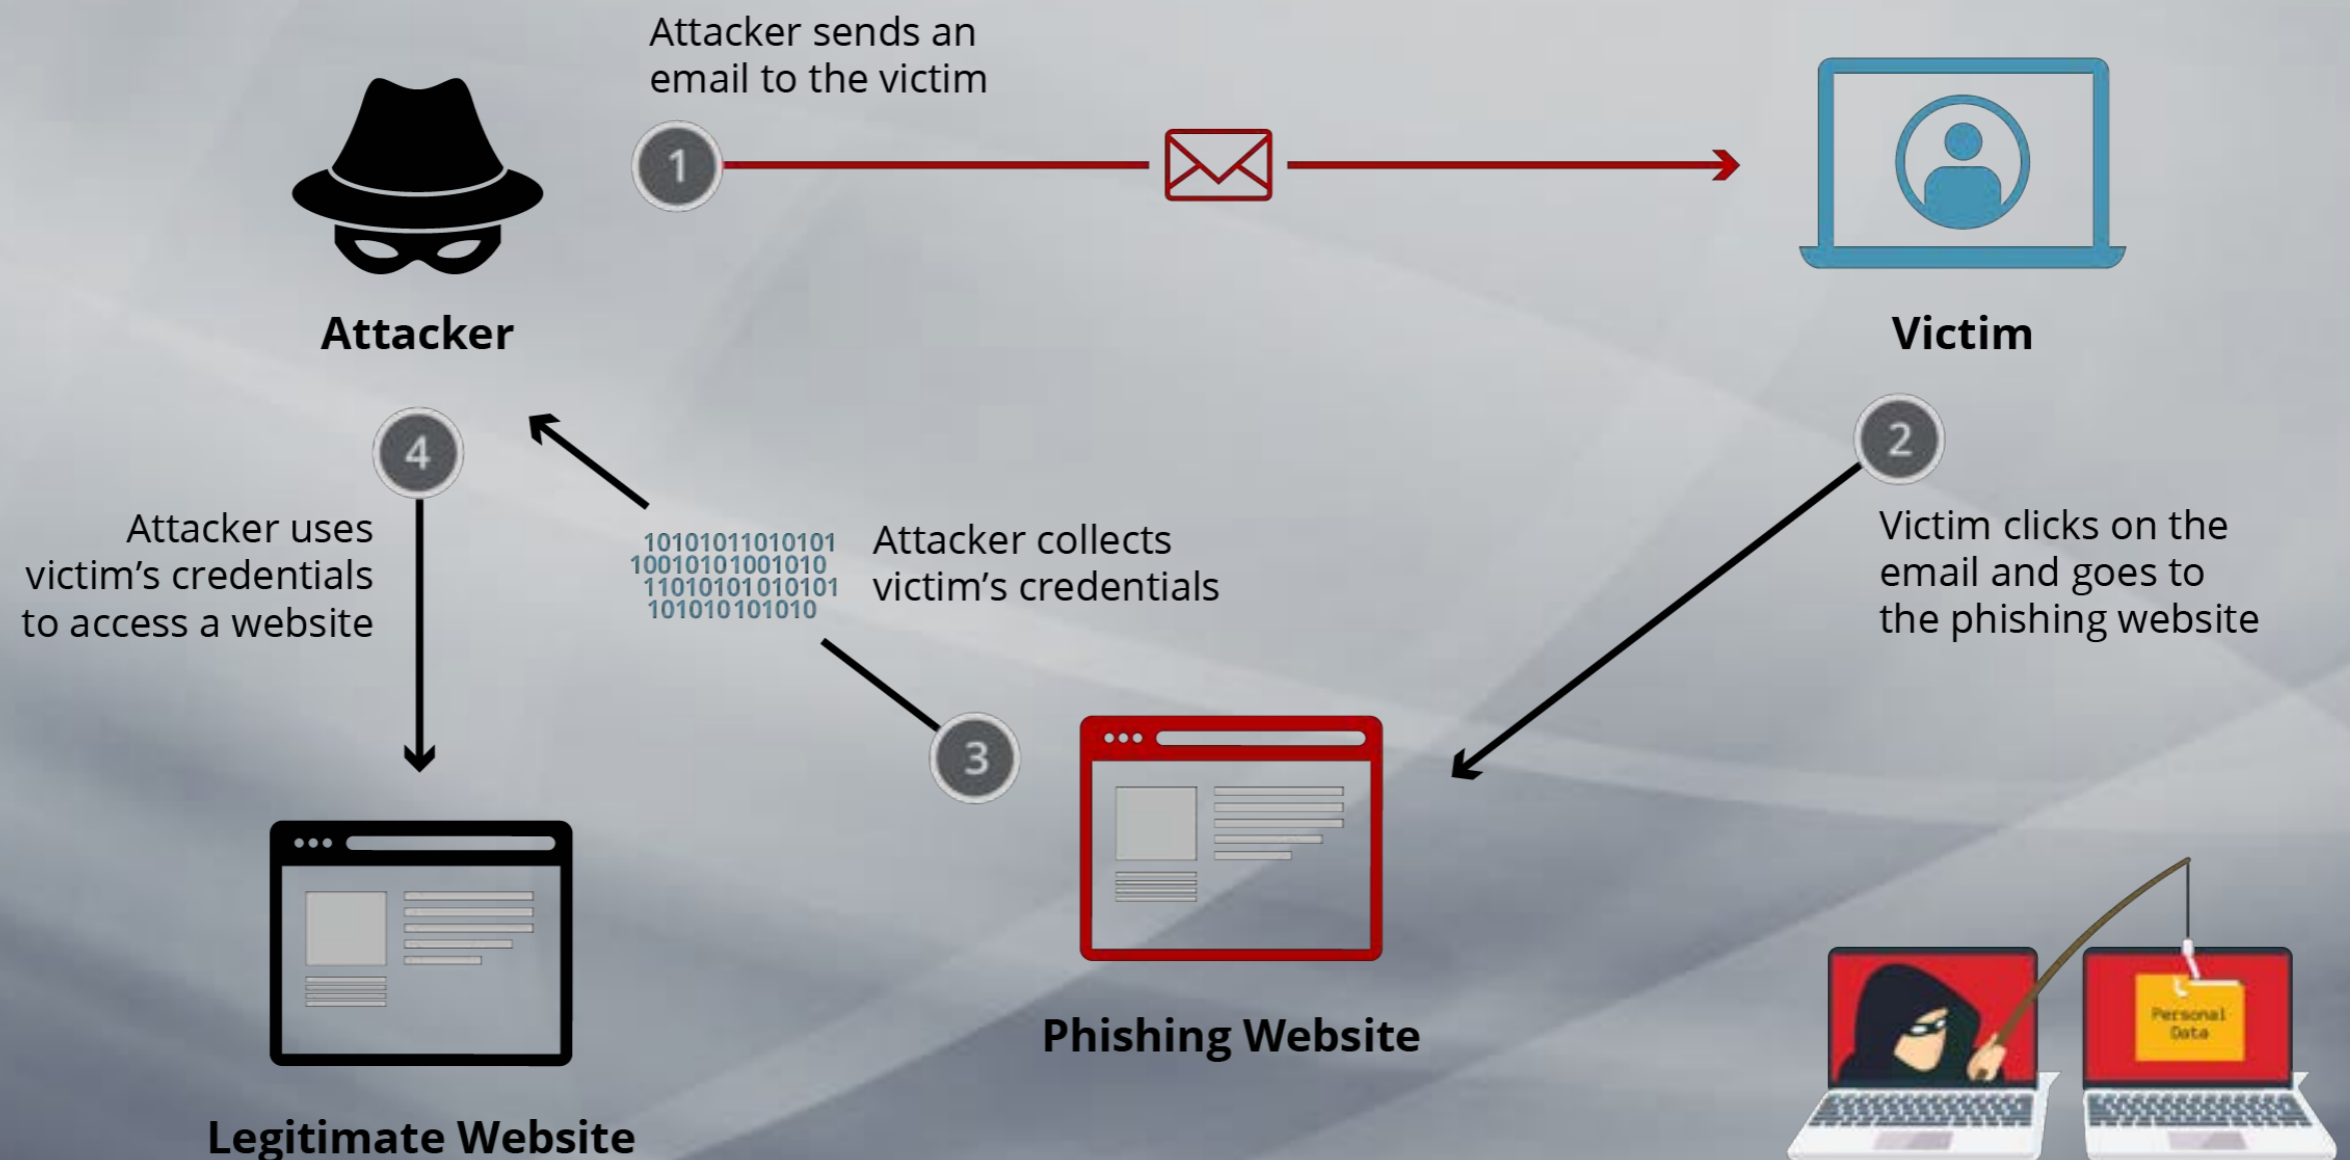 Attacker sends an
email to the victim
1
Attacker
Victim
4
2
Attacker uses
victim's credentials
to access a website
10101011010101
10010101001010
11010101010101
101010101010
Attacker collects
victim's credentials
Victim clicks on the
email and goes to
the phishing website
3
Phishing Website
Legitimate Website
Personal
Data